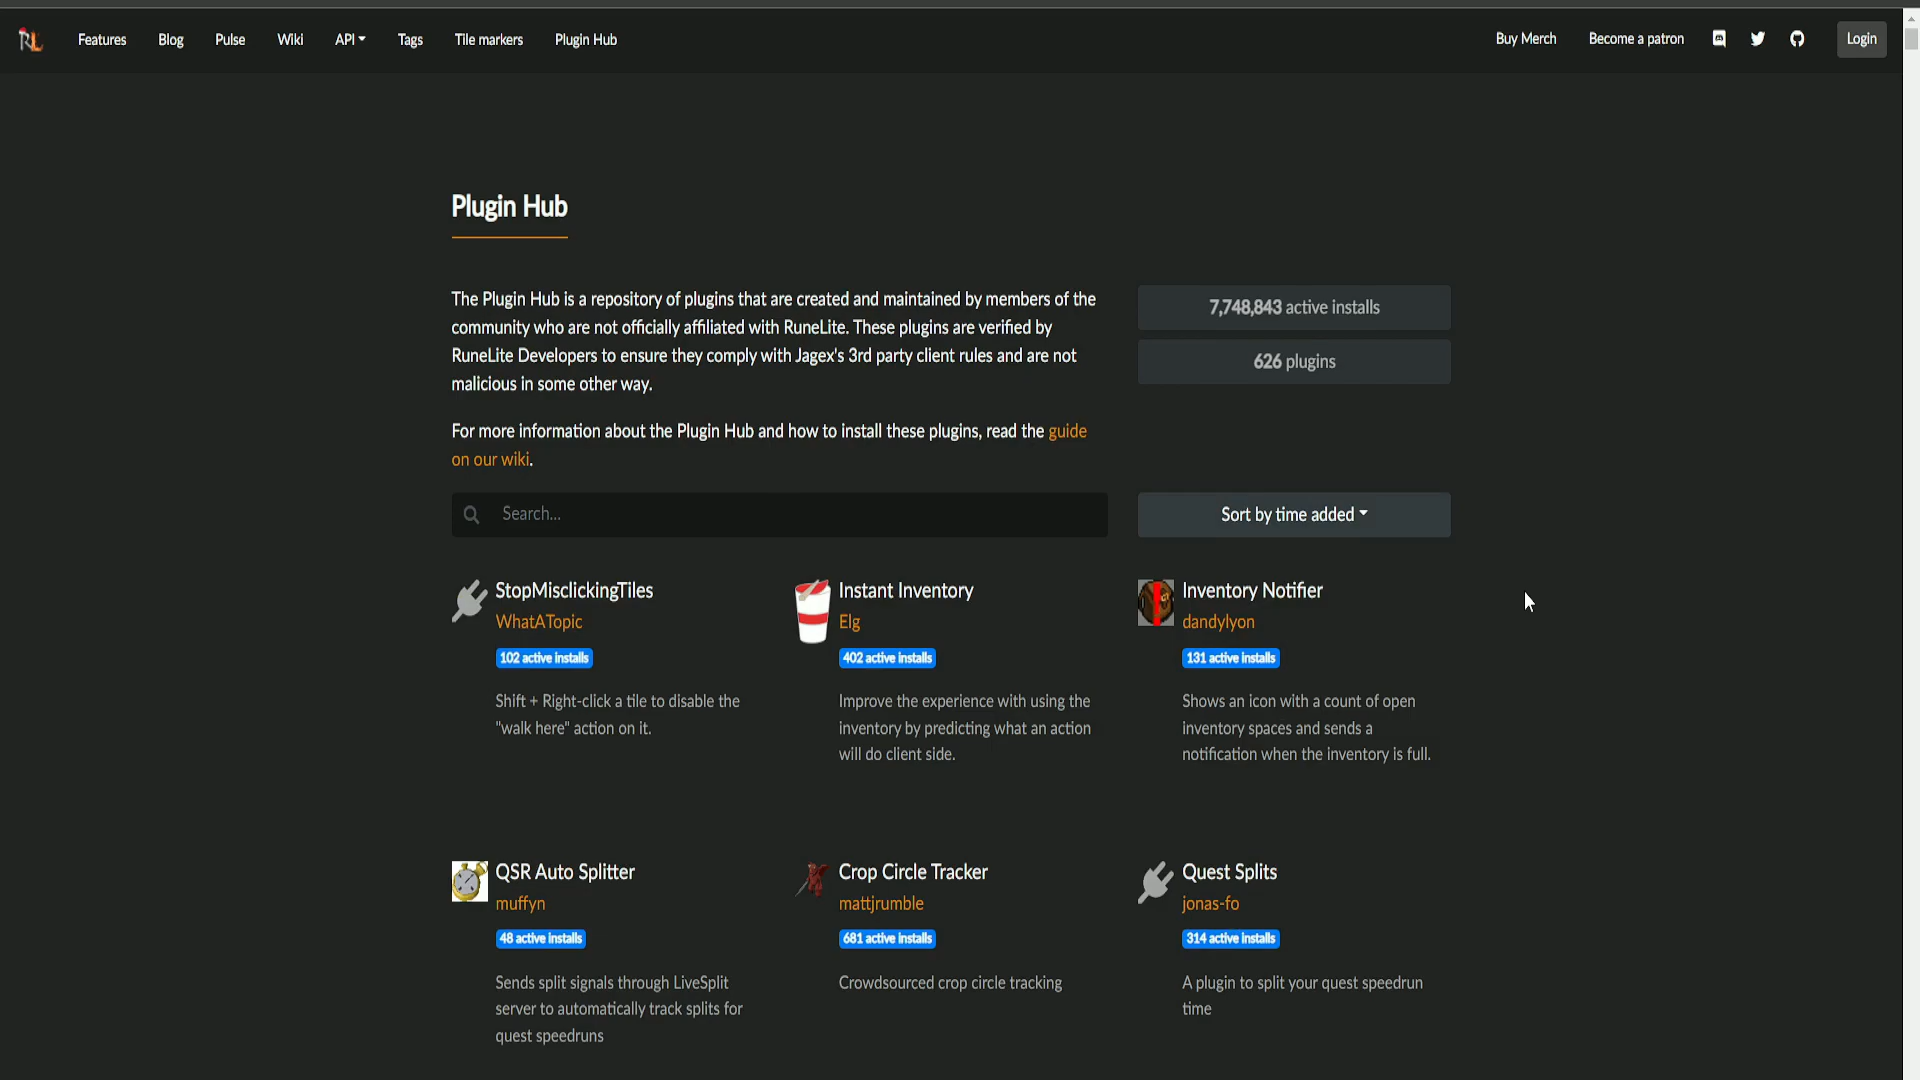 RL Features Blog Pulse Wiki API Tags Tile markers Plugin Hub Buy Merch Become a patron Login
Plugin Hub
The Plugin Hub is a repository of plugins that are created and maintained by members of the
community who are not officially affiliated with RuneLite. These plugins are verified by
RuneLite Developers to ensure they comply with Jagex's 3rd party client rules and are not
malicious in some other way.
For more information about the Plugin Hub and how to install these plugins, read the guide
on our wiki.
7,748,843 active installs
626 plugins
Search...
Sort by time added
StopMisclickingTiles
WhatATopic
102 active installs
Shift + Right-click a tile to disable the
"walk here" action on it.
Instant Inventory
Elg
402 active installs
Improve the experience with using the
inventory by predicting what an action
will do client side.
Inventory Notifier
dandylyon
131 active installs
Shows an icon with a count of open
inventory spaces and sends a
notification when the inventory is full.
QSR Auto Splitter
muffyn
48 active installs
Sends split signals through LiveSplit
server to automatically track splits for
quest speedruns
Crop Circle Tracker
mattjrumble
681 active installs
Crowdsourced crop circle tracking
Quest Splits
jonas-fo
314 active installs
A plugin to split your quest speedrun
time